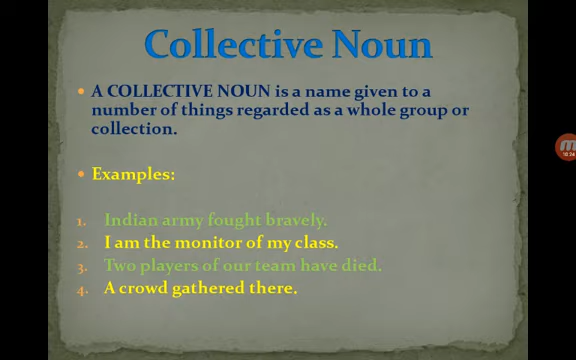 Collective Noun
• A COLLECTIVE NOUN is a name given to a
number of things regarded as a whole group or
collection.
• Examples:
1. Indian army fought bravely.
2. I am the monitor of my class.
3. Two players of our team have died.
4. A crowd gathered there.
18:24